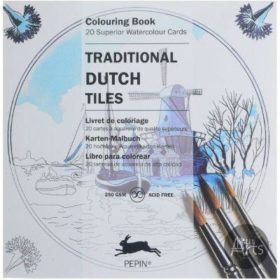 Colouring Book
20 Superior Watercolour Cards
TRADITIONAL
DUTCH
TILES
Livret de coloriage
20 cartes à aquarelle de qualité supérieure
Karten-Malbuch
Libro para colorear
250 GSM
ACID FREE
PEPIN®
Arts